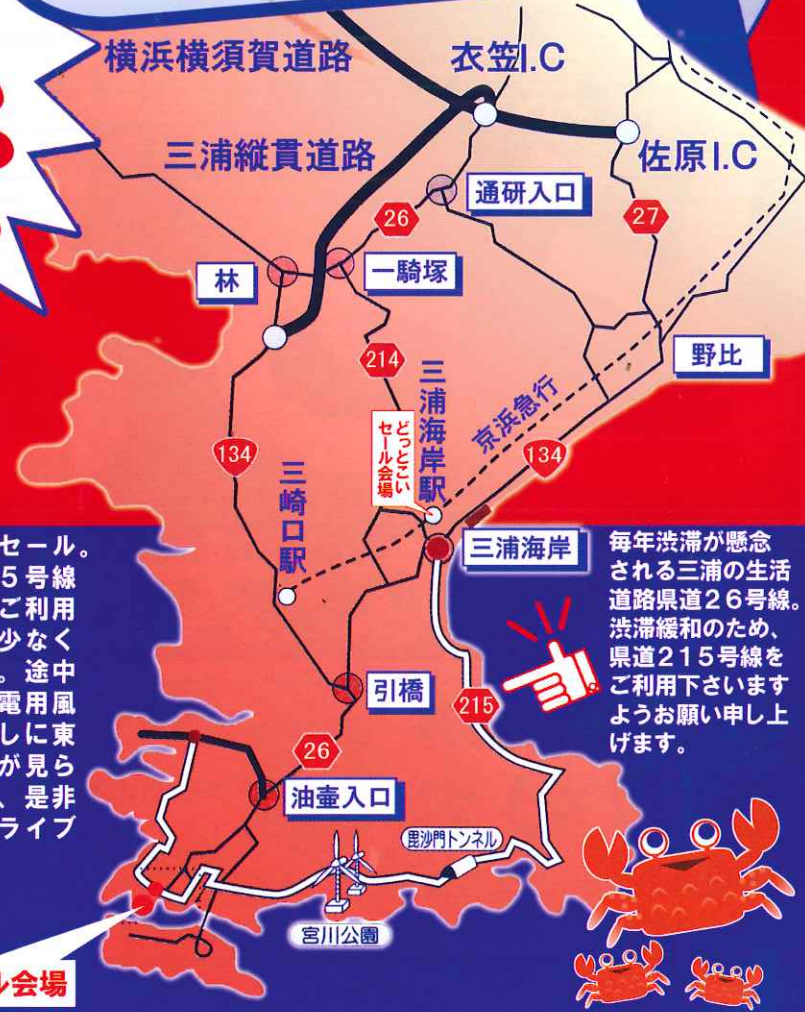 横浜横須賀道路
衣笠I.C
三浦縦貫道路
佐原I.C
通研入口
26
27
林
一騎塚
214
野比
三浦海岸駅
どっとこい
セール会場
京浜急行
134
134
三崎口駅
三浦海岸
セール。
5号線
ご利用
少なく
。途中
電用風
しに東
が見ら
、是非
ライブ
毎年渋滞が懸念
される三浦の生活
道路県道26号線。
渋滞緩和のため、
県道215号線を
ご利用下さいます
ようお願い申し上
げます。
引橋
215
26
油壷入口
毘沙門トンネル
宮川公園
ル会場